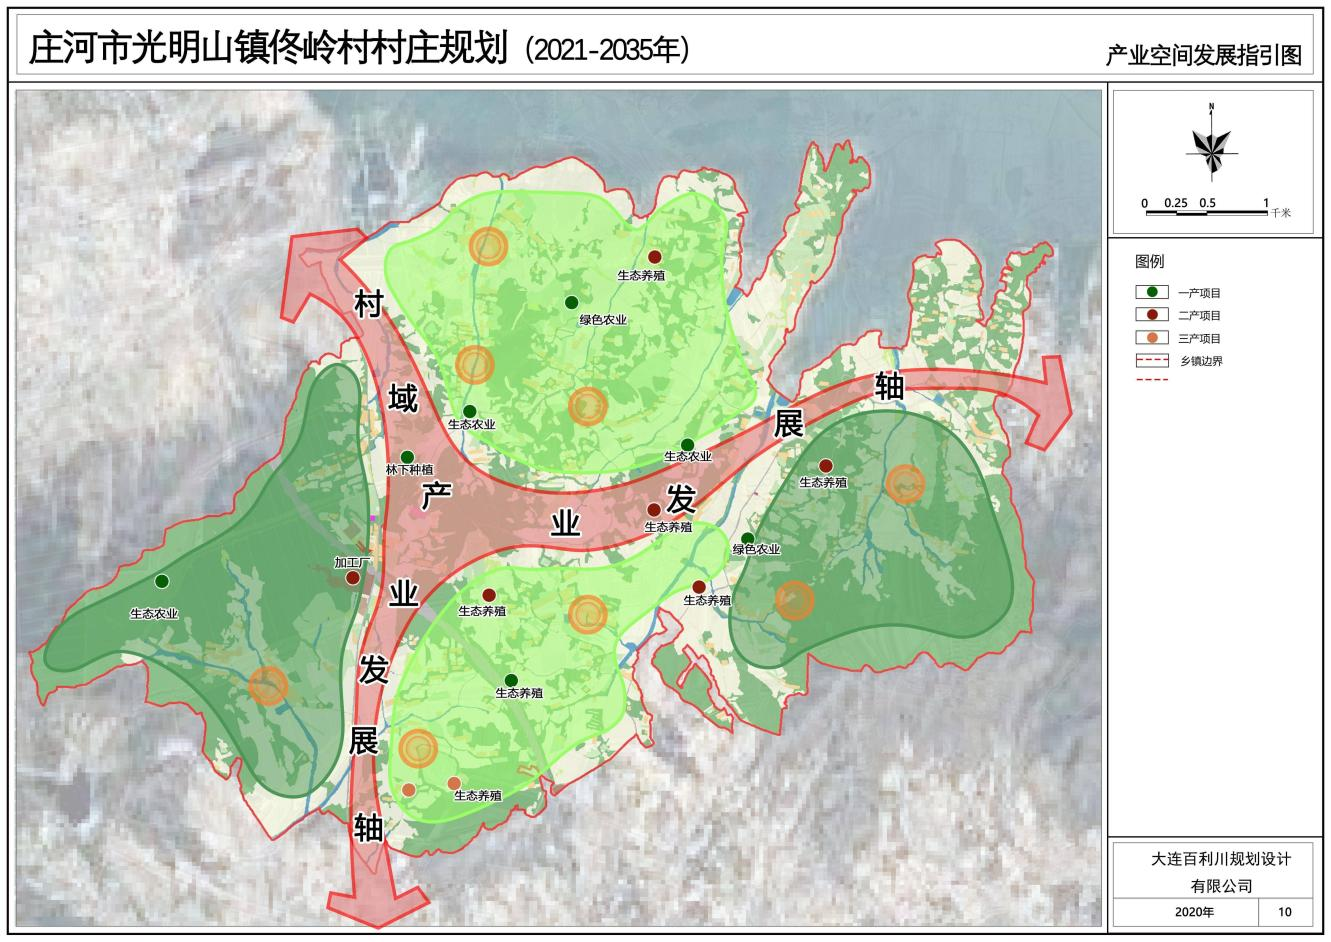 庄河市光明山镇佟岭村村庄规划（2021-2035年）
产业空间发展指引图
N
0 0.25 0.5 1
千米
图例
一产项目
二产项目
三产项目
乡镇边界
村
域
产
业
发
展
轴
业
发
展
轴
生态养殖
绿色农业
生态农业
林下种植
生态农业
生态养殖
生态养殖
绿色农业
加工厂
生态农业
生态养殖
生态养殖
生态养殖
生态养殖
大连百利川规划设计
有限公司
2020年
10